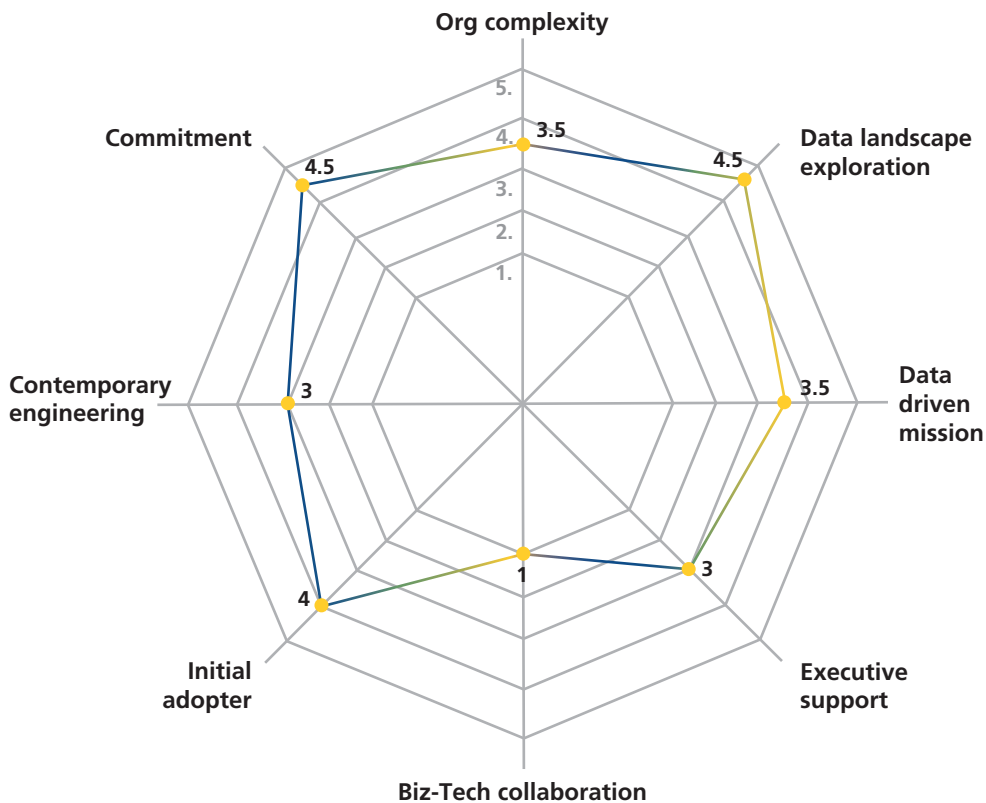 Org complexity
5.
4.
3.5
3.
2.
1.
Commitment
4.5
Data landscape
exploration
4.5
Contemporary
engineering
3
Data
driven
mission
3.5
Initial
adopter
4
1
Executive
support
3
Biz-Tech collaboration